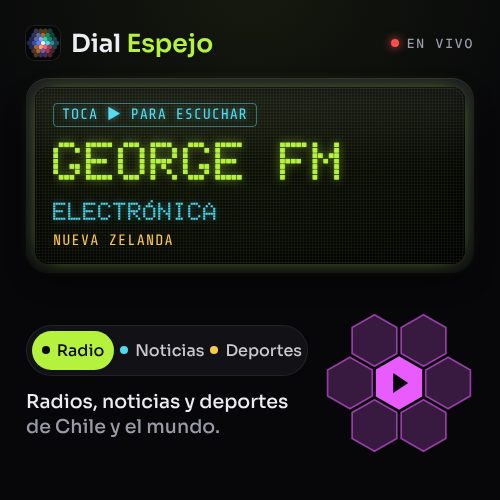 Dial Espejo
EN VIVO
TOCA ▶ PARA ESCUCHAR
GEORGE FM
ELECTRÓNICA
NUEVA ZELANDA
Radio Noticias Deportes
Radios, noticias y deportes
de Chile y el mundo.